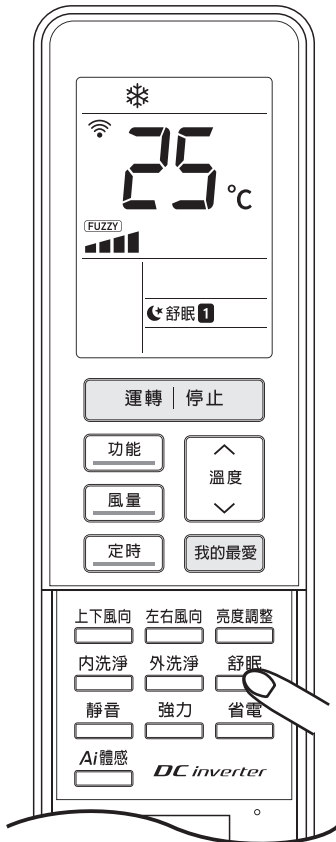 25 °C
FUZZY
舒眠 1
運轉 停止
功能
溫度
風量
定時 我的最愛
上下風向 左右風向 亮度調整
內洗淨 外洗淨 舒眠
靜音 強力 省電
Ai體感 DC inverter